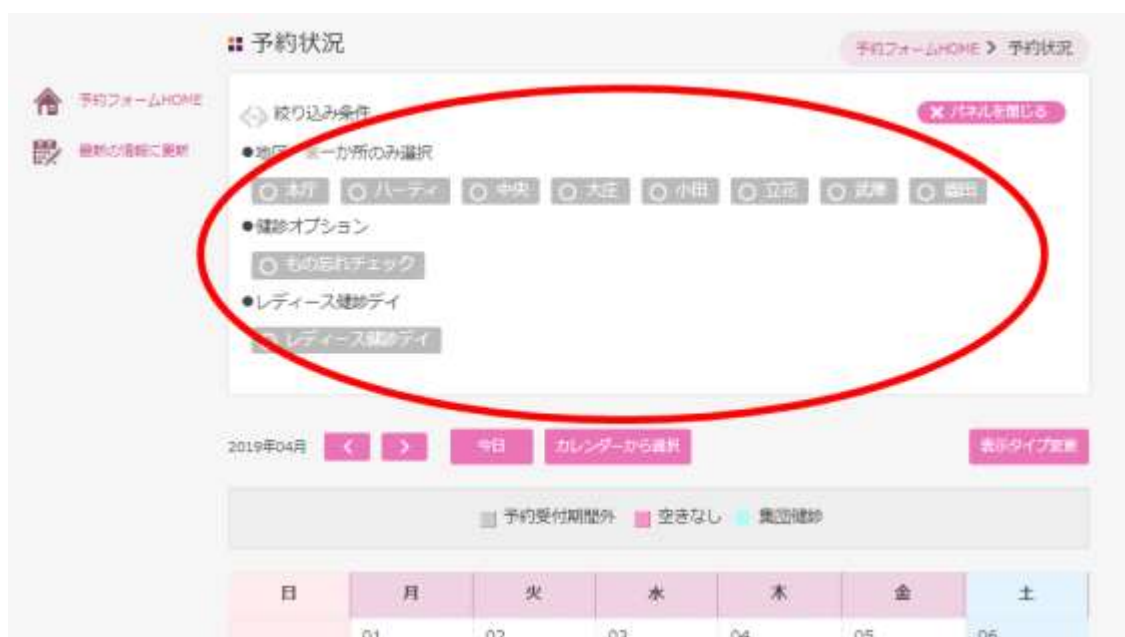 予約状況
予約フォームHOME 予約状況
予約フォームHOME
最新の情報に更新
絞り込み条件
パネルを閉じる
●地区 ※一か所のみ選択
本庁 ハーティ 中央 大庄 小田 立花 武庫 園田
●健診オプション
もの忘れチェック
●レディース健診デイ
レディース健診デイ
2019年04月 < > 今日 カレンダーから選択 表示タイプ変更
予約受付期間外 空きなし 集団健診
日 月 火 水 木 金 土
01 02 03 04 05 06